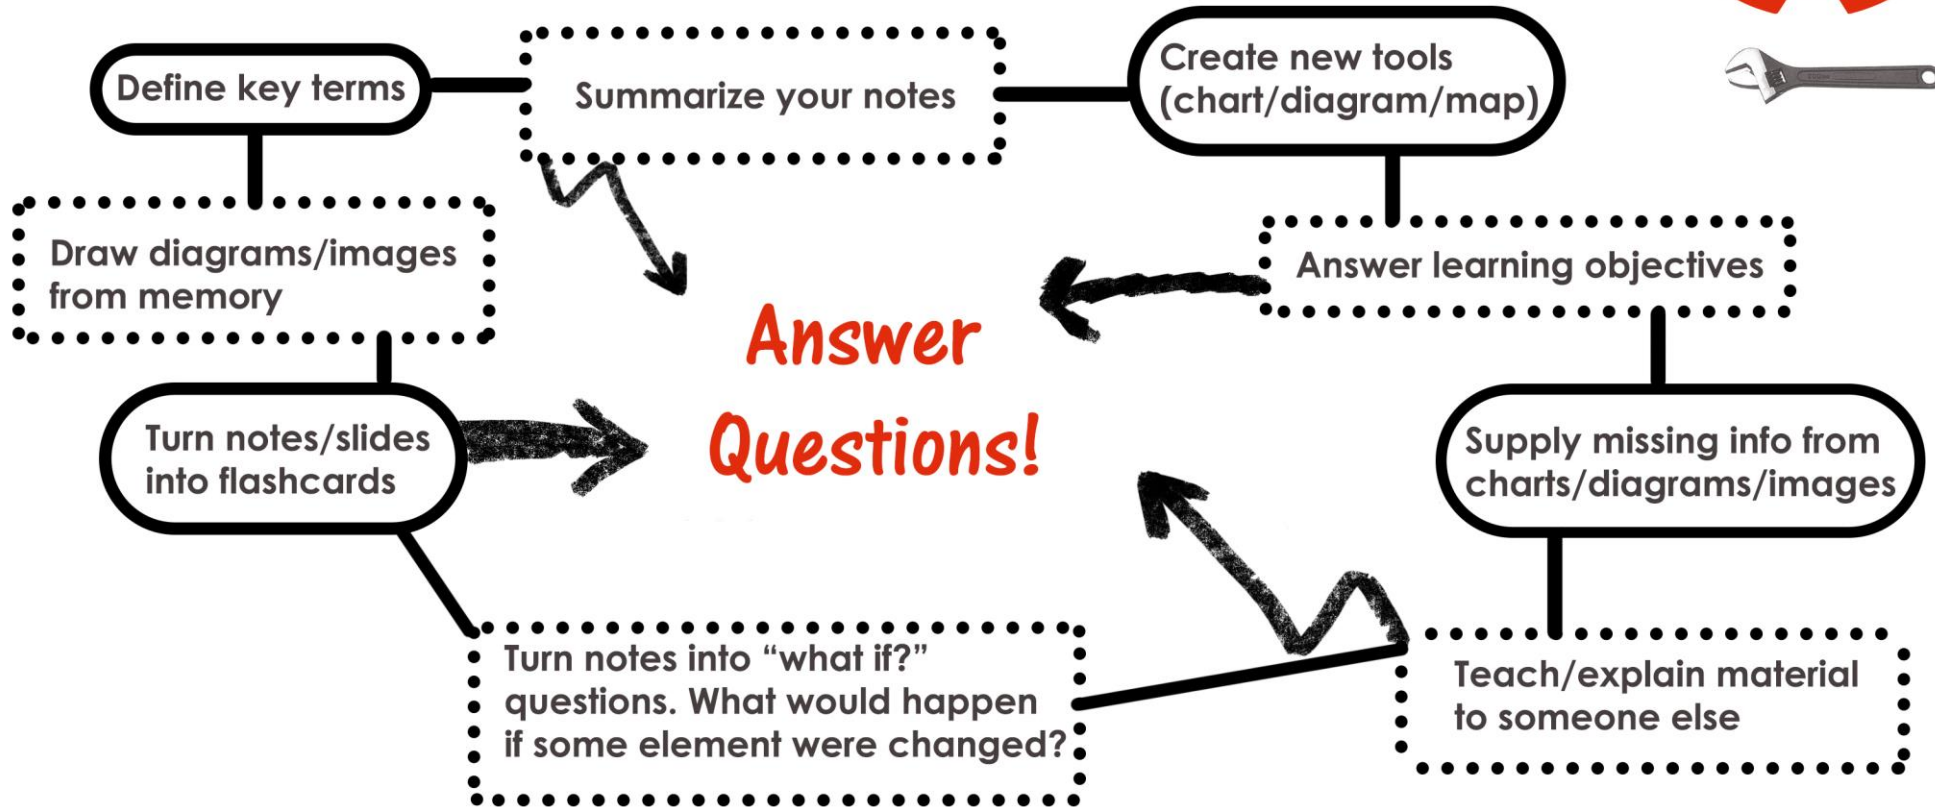 Define key terms
Summarize your notes
Create new tools
(chart/diagram/map)
Draw diagrams/images
from memory
Answer learning objectives
Answer
Questions!
Turn notes/slides
into flashcards
Supply missing info from
charts/diagrams/images
Turn notes into “what if?”
questions. What would happen
if some element were changed?
Teach/explain material
to someone else